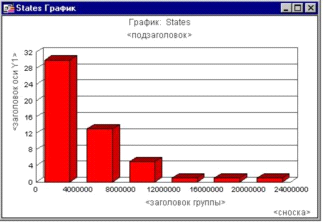 States График
График: States
<подзаголовок>
<заголовок оси Y1>
32
28
24
20
16
12
8
4
0
0 4000000 8000000 12000000 16000000 20000000 24000000
<заголовок группы>
<сноска>